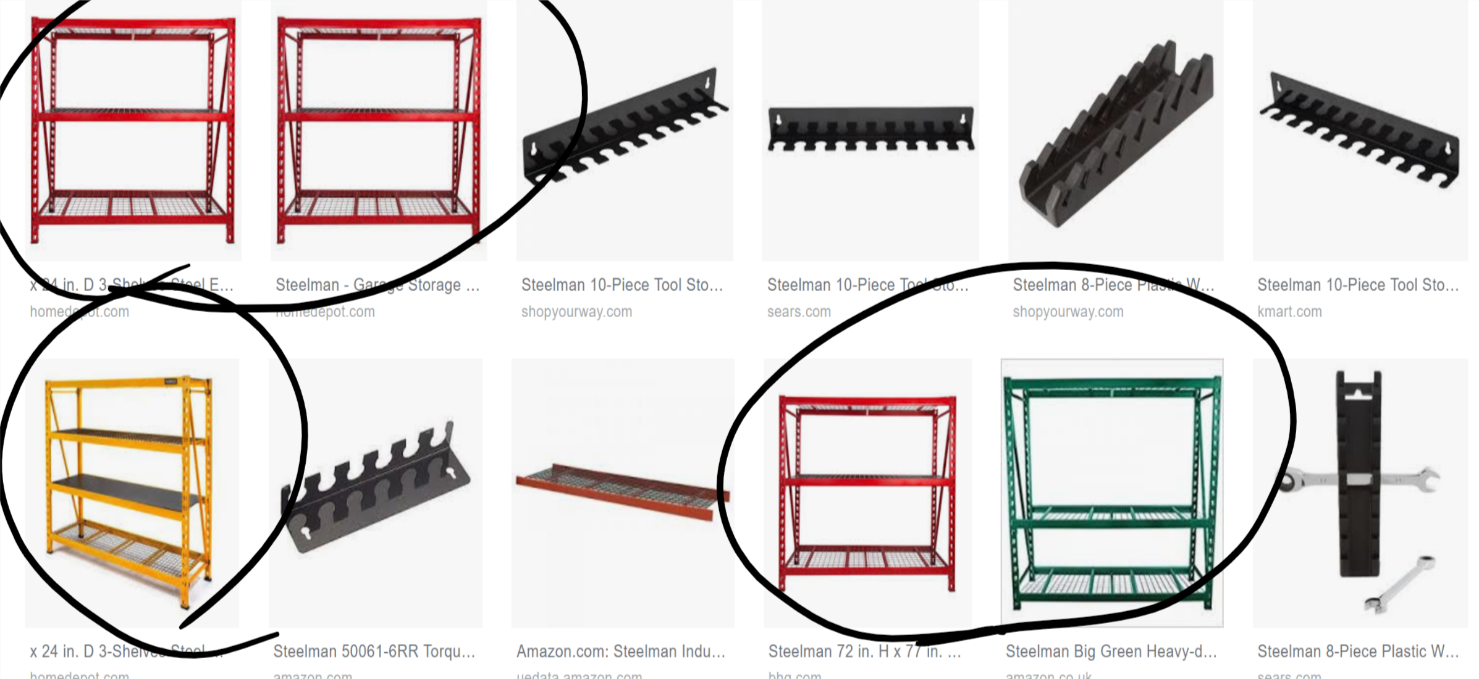 x 24 in. D 3-Shelves Steel E...
Steelman - Garage Storage ...
Steelman 10-Piece Tool Sto...
Steelman 10-Piece Tool Sto...
Steelman 8-Piece Plastic W...
Steelman 10-Piece Tool Sto...
homedepot.com
homedepot.com
shopyourway.com
sears.com
shopyourway.com
kmart.com
x 24 in. D 3-Shelves Steel ...
Steelman 50061-6RR Torqu...
Amazon.com: Steelman Indu...
Steelman 72 in. H x 77 in. ...
Steelman Big Green Heavy-d...
Steelman 8-Piece Plastic W...
homedepot.com
amazon.com
uedata.amazon.com
bhg.com
amazon.co.uk
sears.com